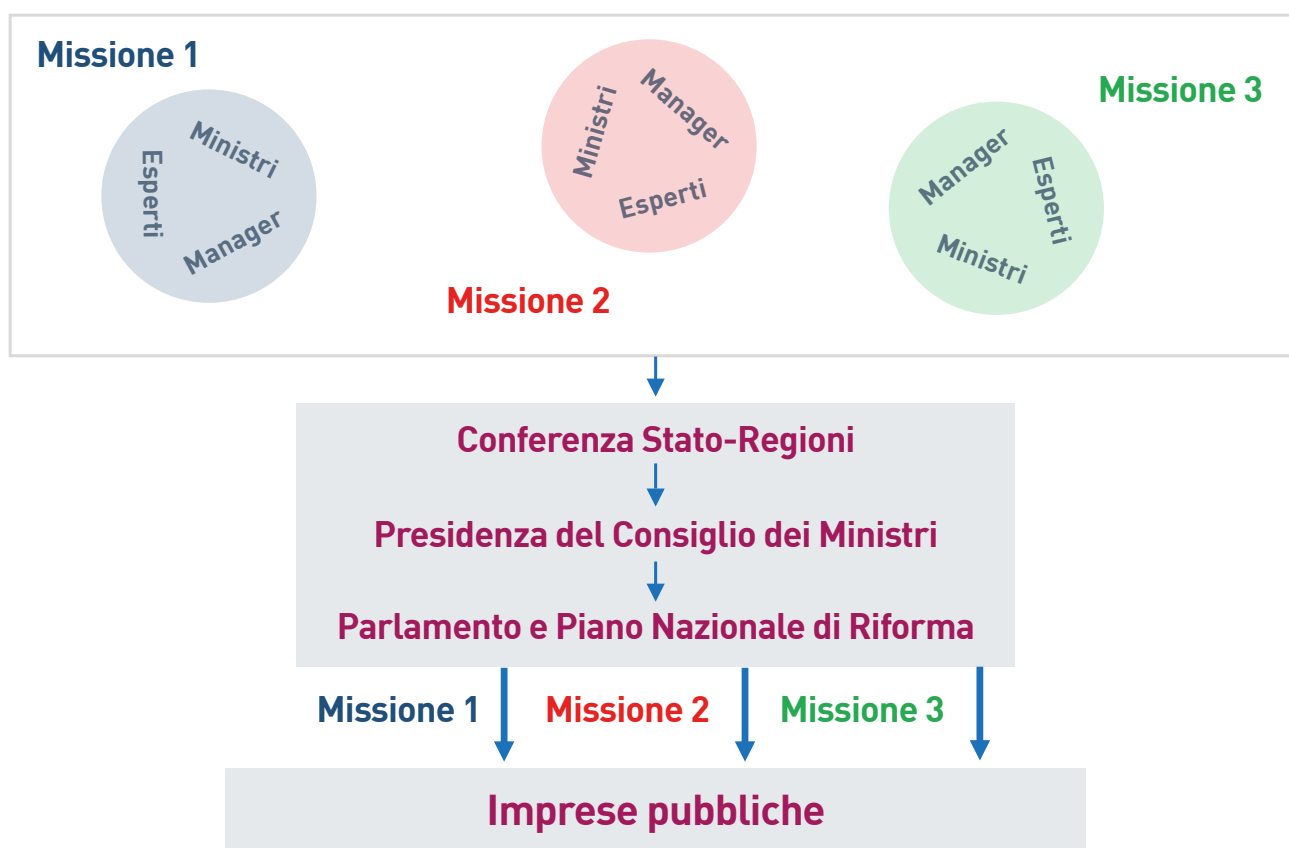 Missione 1
Ministri
Esperti
Manager
Missione 2
Ministri
Manager
Esperti
Missione 3
Manager
Esperti
Ministri
Conferenza Stato-Regioni
Presidenza del Consiglio dei Ministri
Parlamento e Piano Nazionale di Riforma
Missione 1
Missione 2
Missione 3
Imprese pubbliche